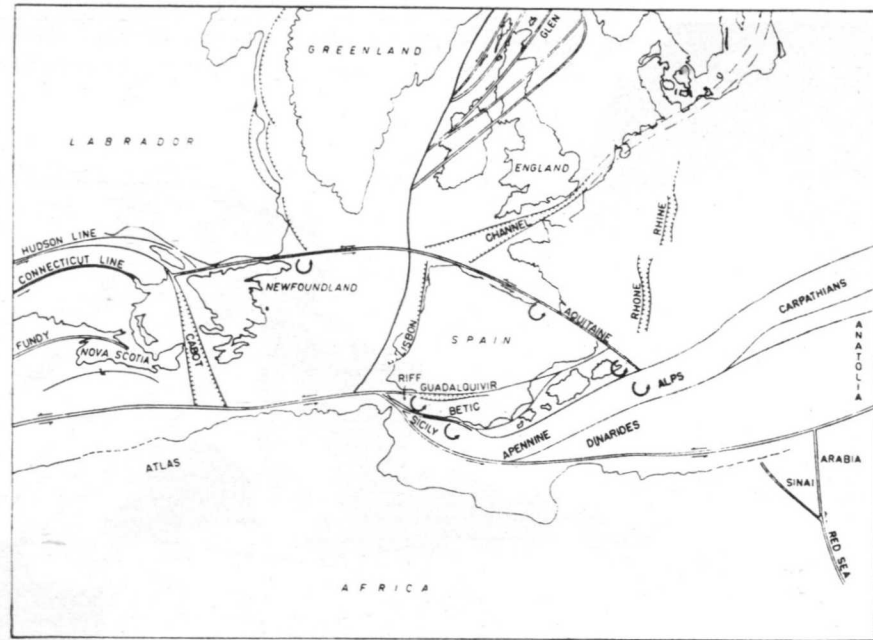 GREENLAND
GLEN
LABRADOR
ENGLAND
CHANNEL
HUDSON LINE
CONNECTICUT LINE
NEWFOUNDLAND
RHINE
RHONE
AQUITAINE
CARPATHIANS
ANATOLIA
FUNDY
NOVA SCOTIA
CABOT
LISBON
SPAIN
RIFF
GUADALQUIVIR
BETIC
SICILY
ALPS
APENNINE
DINARIDES
ATLAS
ARABIA
SINAI
RED SEA
AFRICA